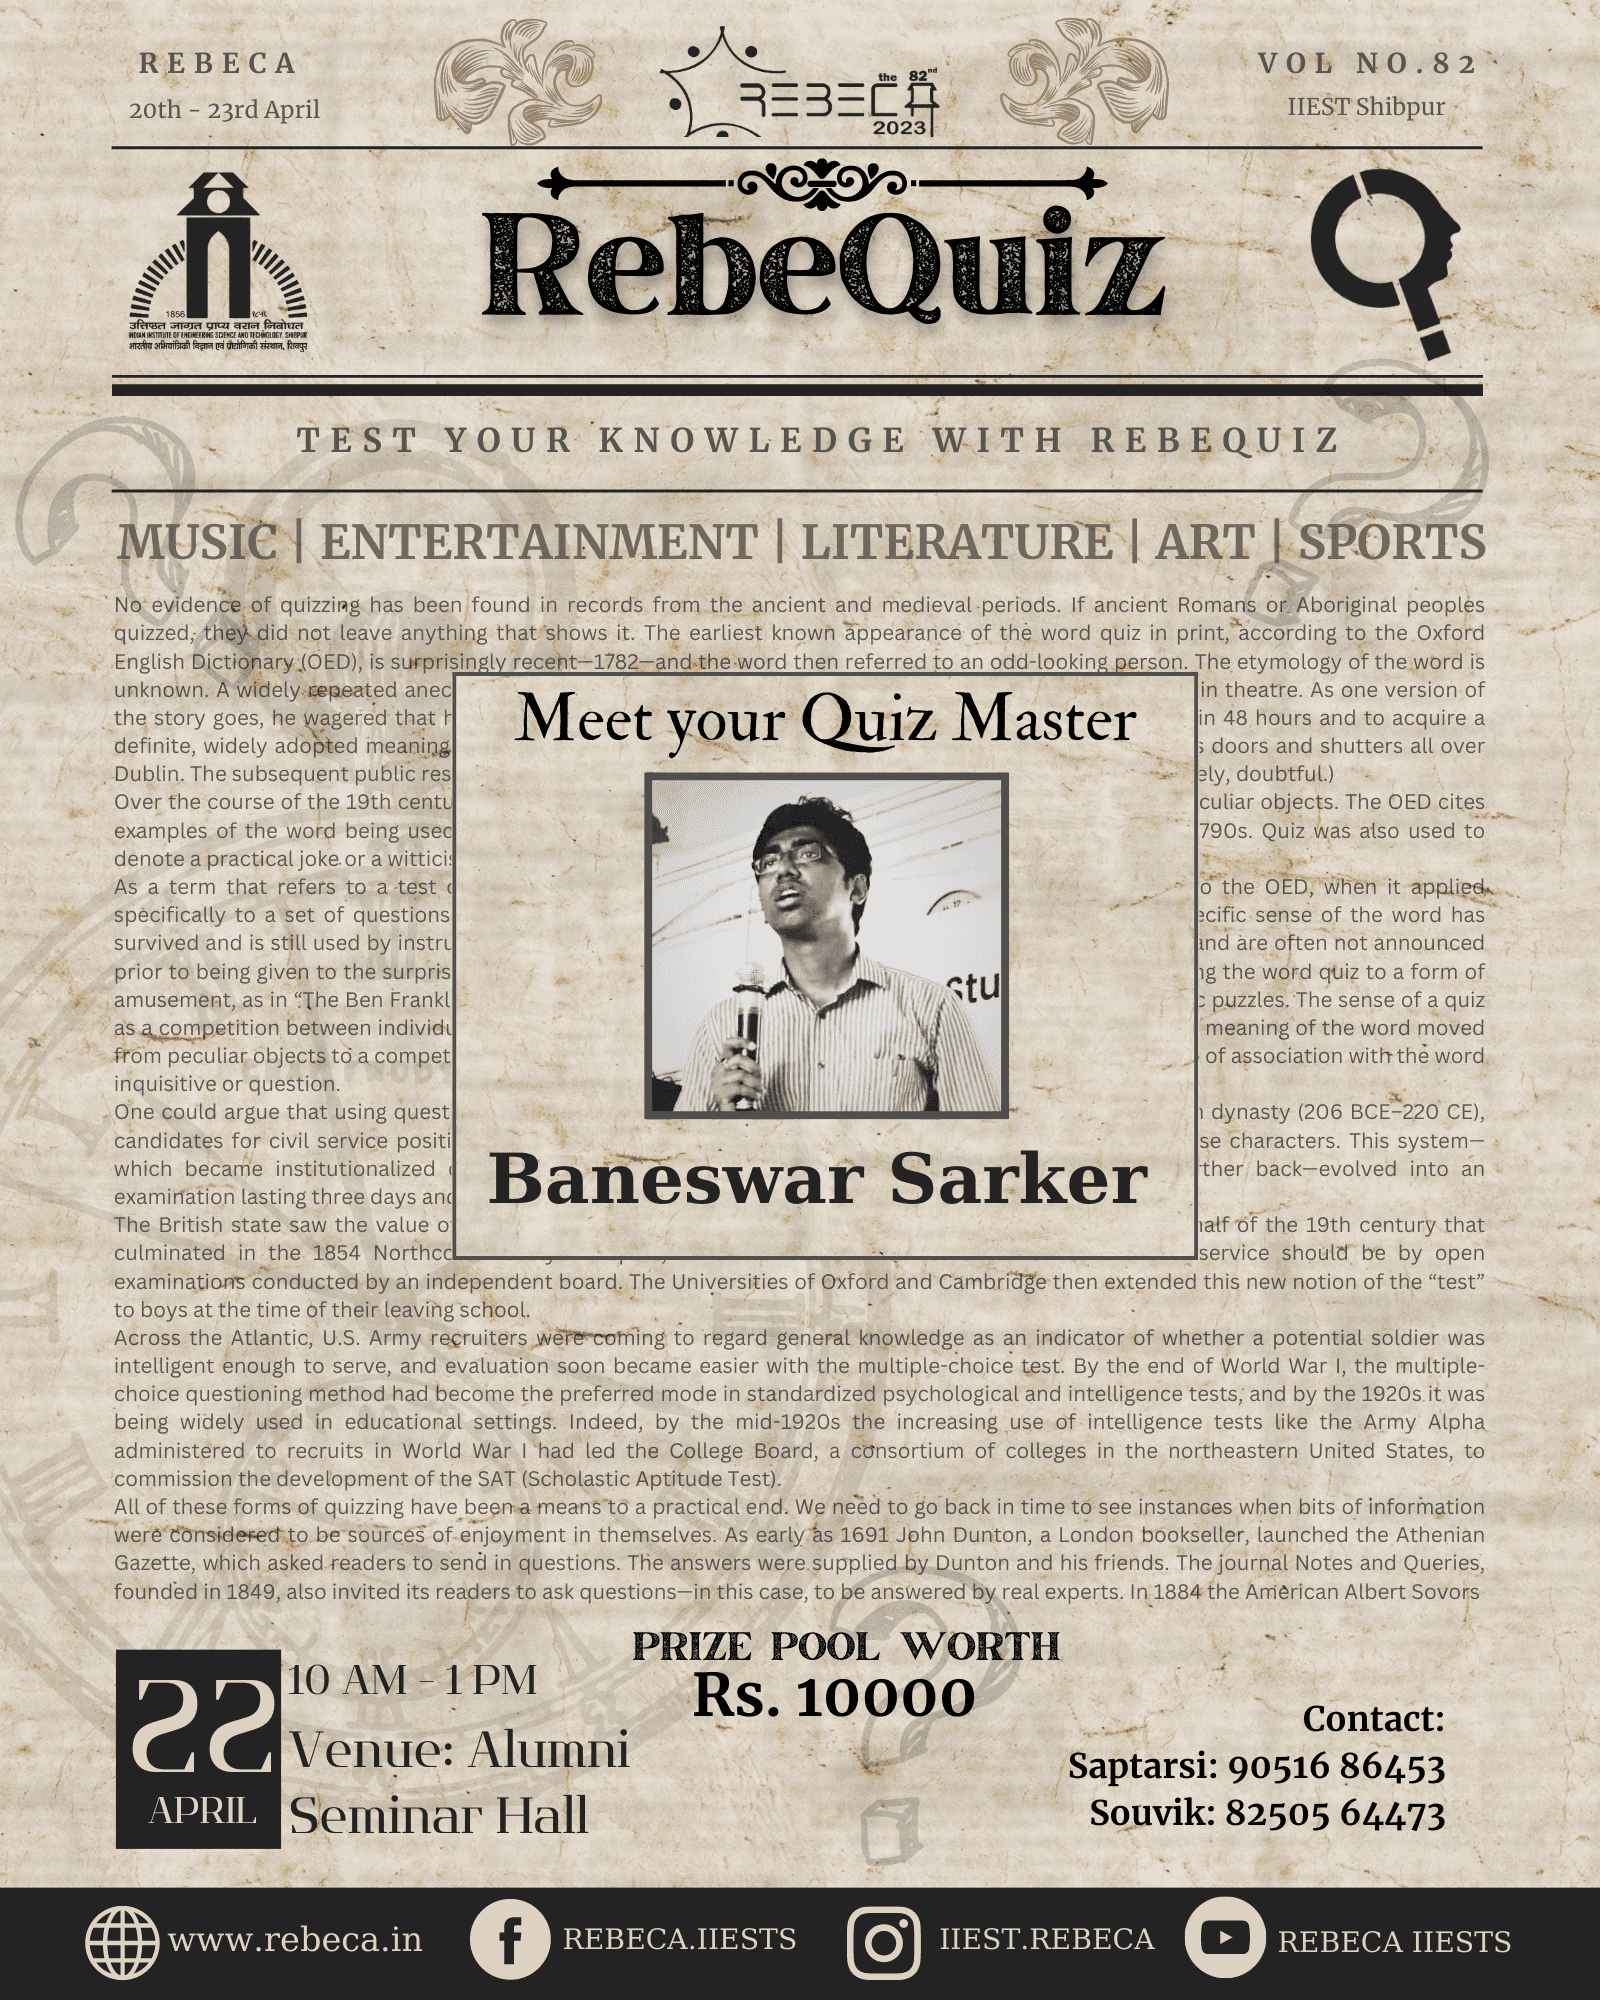 REBECA
20th - 23rd April
the 82nd
REBECA
2023
VOL NO.82
IIEST Shibpur
1856
उत्तिष्ठत जाग्रत प्राप्य वरान निबोधत
INDIAN INSTITUTE OF ENGINEERING SCIENCE AND TECHNOLOGY, SHIBPUR
भारतीय अभियांत्रिकी विज्ञान एवं प्रौद्योगिकी संस्थान, शिवपुर
RebeQuiz
TEST YOUR KNOWLEDGE WITH REBEQUIZ
MUSIC | ENTERTAINMENT | LITERATURE | ART | SPORTS
No evidence of quizzing has been found in records from the ancient and medieval periods. If ancient Romans or Aboriginal peoples
quizzed, they did not leave anything that shows it. The earliest known appearance of the word quiz in print, according to the Oxford
English Dictionary (OED), is surprisingly recent—1782—and the word then referred to an odd-looking person. The etymology of the word is
unknown. A widely repeated anec in theatre. As one version of
the story goes, he wagered that h in 48 hours and to acquire a
definite, widely adopted meaning s doors and shutters all over
Dublin. The subsequent public res ely, doubtful.)
Over the course of the 19th centu culiar objects. The OED cites
examples of the word being used 790s. Quiz was also used to
denote a practical joke or a witticis
As a term that refers to a test o the OED, when it applied
specifically to a set of questions ecific sense of the word has
survived and is still used by instru and are often not announced
prior to being given to the surpris ng the word quiz to a form of
amusement, as in “The Ben Frankl c puzzles. The sense of a quiz
as a competition between individu meaning of the word moved
from peculiar objects to a compet of association with the word
inquisitive or question.
One could argue that using quest n dynasty (206 BCE–220 CE),
candidates for civil service positi se characters. This system—
which became institutionalized rther back—evolved into an
examination lasting three days and
The British state saw the value of half of the 19th century that
culminated in the 1854 Northco service should be by open
examinations conducted by an independent board. The Universities of Oxford and Cambridge then extended this new notion of the “test”
to boys at the time of their leaving school.
Across the Atlantic, U.S. Army recruiters were coming to regard general knowledge as an indicator of whether a potential soldier was
intelligent enough to serve, and evaluation soon became easier with the multiple-choice test. By the end of World War I, the multiple-
choice questioning method had become the preferred mode in standardized psychological and intelligence tests, and by the 1920s it was
being widely used in educational settings. Indeed, by the mid-1920s the increasing use of intelligence tests like the Army Alpha
administered to recruits in World War I had led the College Board, a consortium of colleges in the northeastern United States, to
commission the development of the SAT (Scholastic Aptitude Test).
All of these forms of quizzing have been a means to a practical end. We need to go back in time to see instances when bits of information
were considered to be sources of enjoyment in themselves. As early as 1691 John Dunton, a London bookseller, launched the Athenian
Gazette, which asked readers to send in questions. The answers were supplied by Dunton and his friends. The journal Notes and Queries,
founded in 1849, also invited its readers to ask questions—in this case, to be answered by real experts. In 1884 the American Albert Sovors
Meet your Quiz Master
stu
Baneswar Sarker
22
APRIL
10 AM - 1 PM
Venue: Alumni
Seminar Hall
PRIZE POOL WORTH
Rs. 10000
Contact:
Saptarsi: 90516 86453
Souvik: 82505 64473
www.rebeca.in
REBECA.IIESTS
IIEST.REBECA
REBECA IIESTS